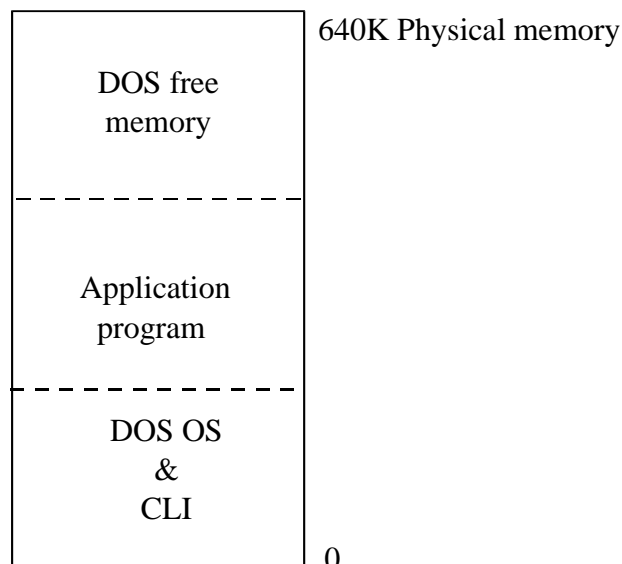 640K Physical memory
DOS free
memory
Application
program
DOS OS
&
CLI
0